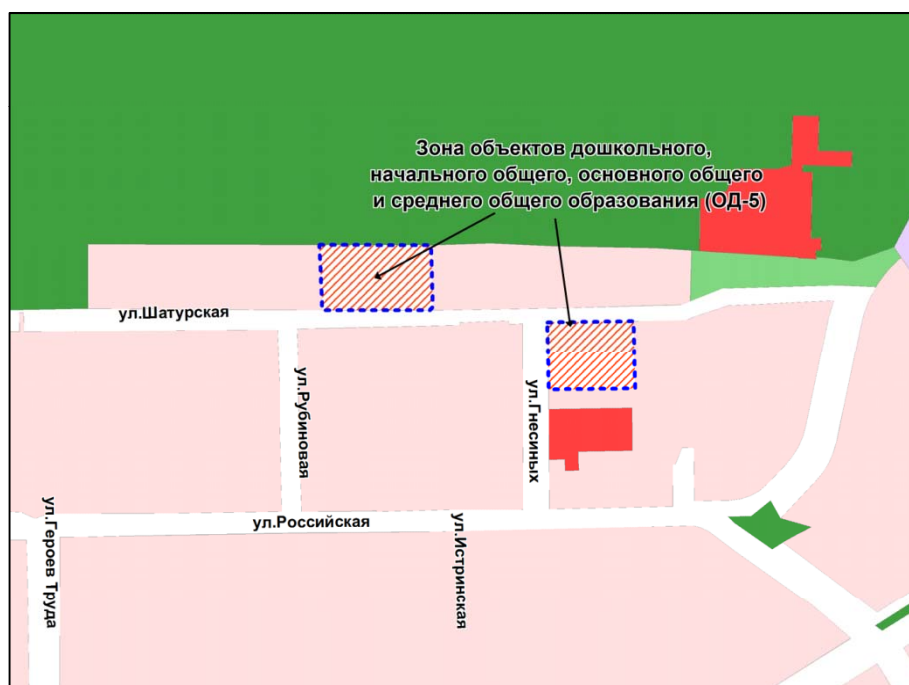 Зона объектов дошкольного,
начального общего, основного общего
и среднего общего образования (ОД-5)
ул.Шатурская
ул.Рубиновая
ул.Гнесиных
ул.Героев Труда
ул.Российская
ул.Истринская